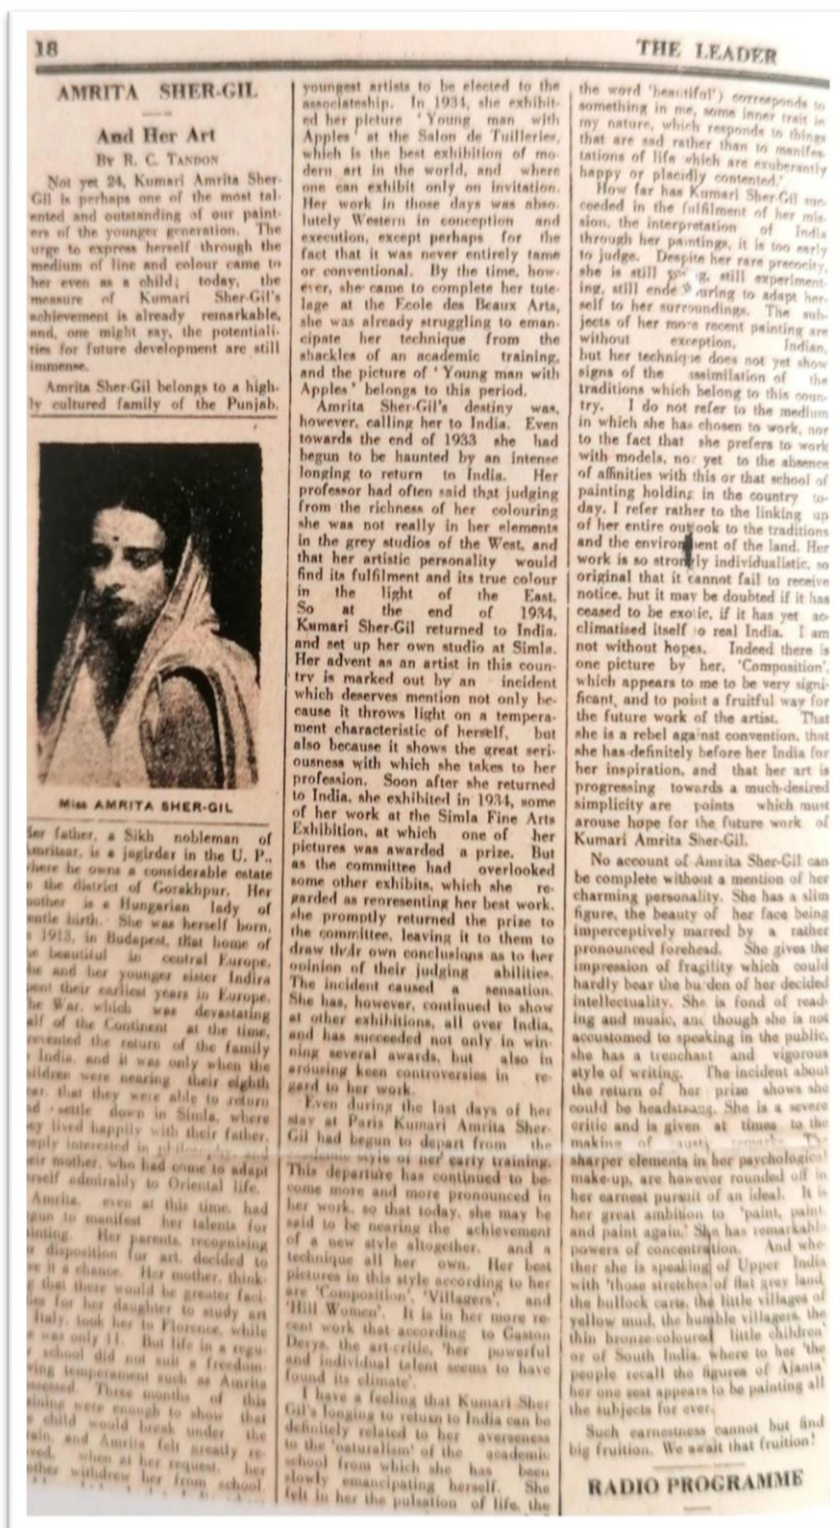 18
THE LEADER
AMRITA SHER-GIL
And Her Art
BY R. C. TANDON
Not yet 24, Kumari Amrita Sher-
Gil is perhaps one of the most tal-
ented and outstanding of our paint-
ers of the younger generation. The
urge to express herself through the
medium of line and colour came to
her even as a child; today, the
measure of Kumari Sher-Gil's
achievement is already remarkable,
and, one might say, the potentiali-
ties for future development are still
immense.
Amrita Sher-Gil belongs to a high-
ly cultured family of the Punjab.
Miss AMRITA SHER-GIL
Her father, a Sikh nobleman of
Amritsar, is a jagirdar in the U. P.,
where he owns a considerable estate
the district of Gorakhpur. Her
mother is a Hungarian lady of
gentle birth. She was herself born,
1913, in Budapest, that home of
beautiful in central Europe.
and her younger sister Indira
spent their earliest years in Europe.
The War, which was devastating
half of the Continent at the time,
prevented the return of the family
India, and it was only when the
children were nearing their eighth
year, that they were able to return
settle down in Simla, where
they lived happily with their father,
deeply interested in philosophy, and
their mother, who had come to adapt
herself admirably to Oriental life.
Amrita, even at this time, had
begun to manifest her talents for
painting. Her parents, recognising
disposition for art, decided to
give it a chance. Her mother, think-
that there would be greater faci-
lities for her daughter to study art
Italy, took her to Florence, while
was only 11. But life in a regu-
school did not suit a freedom-
loving temperament such as Amrita
possessed. Three months of this
training were enough to show that
child would break under the
and Amrita felt greatly re-
when at her request, her
mother withdrew her from school
youngest artists to be elected to the
associateship. In 1934, she exhibit-
ed her picture 'Young man with
Apples' at the Salon de Tuilleries,
which is the best exhibition of mo-
dern art in the world, and where
one can exhibit only on invitation.
Her work in those days was abso-
lutely Western in conception and
execution, except perhaps for the
fact that it was never entirely tame
or conventional. By the time, how-
ever, she came to complete her tute-
lage at the Ecole des Beaux Arts,
she was already struggling to eman-
cipate her technique from the
shackles of an academic training,
and the picture of 'Young man with
Apples' belongs to this period.
Amrita Sher-Gil's destiny was,
however, calling her to India. Even
towards the end of 1933 she had
begun to be haunted by an intense
longing to return to India. Her
professor had often said that judging
from the richness of her colouring
she was not really in her elements
in the grey studios of the West, and
that her artistic personality would
find its fulfilment and its true colour
in the light of the East.
So at the end of 1934,
Kumari Sher-Gil returned to India.
and set up her own studio at Simla.
Her advent as an artist in this coun-
try is marked out by an incident
which deserves mention not only be-
cause it throws light on a tempera-
ment characteristic of herself, but
also because it shows the great seri-
ousness with which she takes to her
profession. Soon after she returned
to India, she exhibited in 1934, some
of her work at the Simla Fine Arts
Exhibition, at which one of her
pictures was awarded a prize. But
as the committee had overlooked
some other exhibits, which she re-
garded as representing her best work,
she promptly returned the prize to
the committee, leaving it to them to
draw their own conclusions as to her
opinion of their judging abilities.
The incident caused a sensation.
She has, however, continued to show
at other exhibitions, all over India,
and has succeeded not only in win-
ning several awards, but also in
arousing keen controversies in re-
gard to her work.
Even during the last days of her
stay at Paris Kumari Amrita Sher-
Gil had begun to depart from the
style of her early training.
This departure has continued to be-
come more and more pronounced in
her work, so that today, she may be
said to be nearing the achievement
of a new style altogether, and a
technique all her own. Her best
pictures in this style according to her
are 'Composition', 'Villagers', and
'Hill Women'. It is in her more re-
cent work that according to Gaston
Derys, the art-critic, 'her powerful
and individual talent seems to have
found its climate'.
I have a feeling that Kumari Sher
Gil's longing to return to India can be
definitely related to her averseness
to the 'naturalism' of the academic
school from which she has been
slowly emancipating herself. She
felt in her the pulsation of life, the
the word 'beautiful') corresponds to
something in me, some inner trait in
my nature, which responds to things
that are sad rather than to manifes-
tations of life which are exuberantly
happy or placidly contented.'
How far has Kumari Sher-Gil suc-
ceeded in the fulfilment of her mis-
sion, the interpretation of India
through her paintings, it is too early
to judge. Despite her rare precocity,
she is still young, still experiment-
ing, still endeavouring to adapt her-
self to her surroundings. The sub-
jects of her more recent painting are
without exception, Indian,
but her technique does not yet show
signs of the assimilation of the
traditions which belong to this coun-
try. I do not refer to the medium
in which she has chosen to work, nor
to the fact that she prefers to work
with models, nor yet to the absence
of affinities with this or that school of
painting holding in the country to-
day. I refer rather to the linking up
of her entire outlook to the traditions
and the environment of the land. Her
work is so strongly individualistic, so
original that it cannot fail to receive
notice, but it may be doubted if it has
ceased to be exotic, if it has yet ac-
climatised itself to real India. I am
not without hopes. Indeed there is
one picture by her, 'Composition',
which appears to me to be very signi-
ficant, and to point a fruitful way for
the future work of the artist. That
she is a rebel against convention, that
she has definitely before her India for
her inspiration, and that her art is
progressing towards a much-desired
simplicity are points which must
arouse hope for the future work of
Kumari Amrita Sher-Gil.
No account of Amrita Sher-Gil can
be complete without a mention of her
charming personality. She has a slim
figure, the beauty of her face being
imperceptively marred by a rather
pronounced forehead. She gives the
impression of fragility which could
hardly bear the burden of her decided
intellectuality. She is fond of read-
ing and music, and though she is not
accustomed to speaking in the public,
she has a trenchant and vigorous
style of writing. The incident about
the return of her prize shows she
could be headstrong. She is a severe
critic and is given at times to the
making of remarks. The
sharper elements in her psychological
make-up, are however rounded off in
her earnest pursuit of an ideal. It is
her great ambition to 'paint, paint
and paint again.' She has remarkable
powers of concentration. And whe-
ther she is speaking of Upper India
with 'those stretches of flat grey land,
the bullock carts, the little villages of
yellow mud, the humble villagers, the
thin bronze-coloured little children'
or of South India, where to her 'the
people recall the figures of Ajanta'
her one seat appears to be painting all
the subjects for ever.
Such earnestness cannot but find
big fruition. We await that fruition!
RADIO PROGRAMME